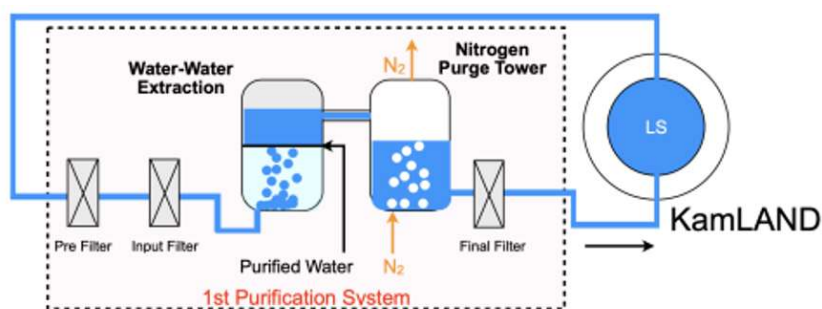 Water-Water
Extraction
N2
Nitrogen
Purge Tower
LS
KamLAND
Pre Filter
Input Filter
Final Filter
Purified Water
N2
1st Purification System